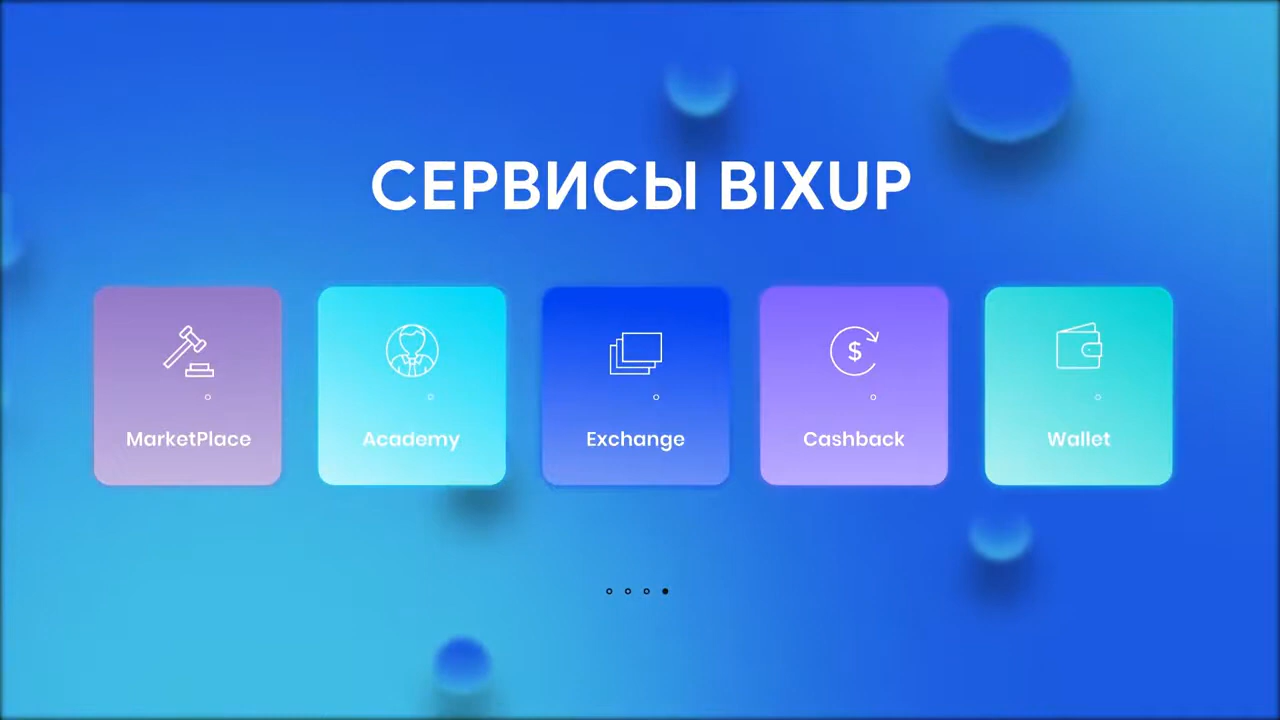 СЕРВИСЫ BIXUP
MarketPlace
Academy
Exchange
$
Cashback
Wallet